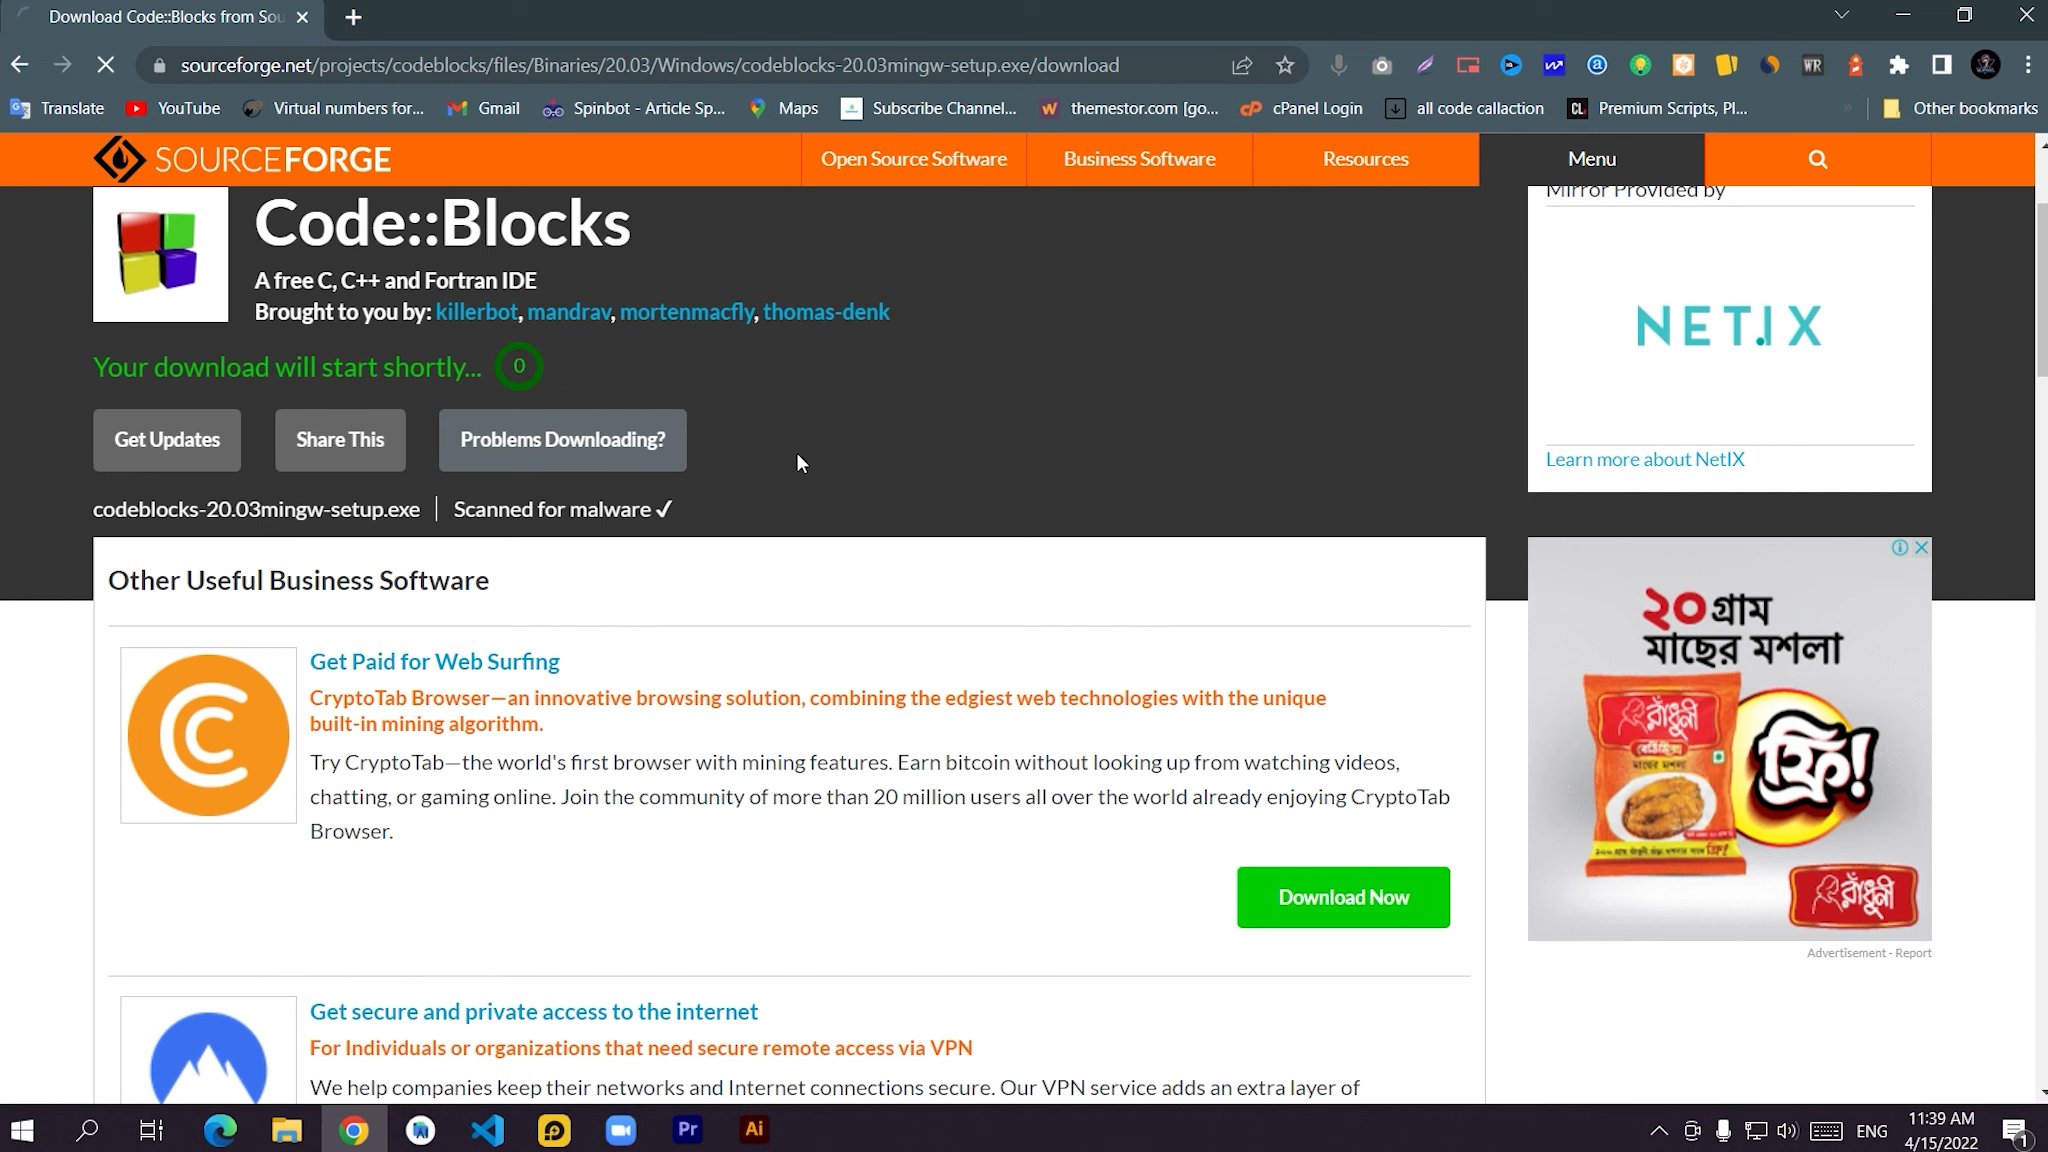 Download Code::Blocks from Sou
sourceforge.net/projects/codeblocks/files/Binaries/20.03/Windows/codeblocks-20.03mingw-setup.exe/download
WR
Translate
YouTube
Virtual numbers for...
Gmail
Spinbot - Article Sp...
Maps
Subscribe Channel...
themestor.com [go...
cPanel Login
all code callaction
Premium Scripts, Pl...
Other bookmarks
SOURCEFORGE
Open Source Software
Business Software
Resources
Menu
Code::Blocks
A free C, C++ and Fortran IDE
Brought to you by: killerbot, mandrav, mortenmacfly, thomas-denk
Your download will start shortly... 0
Get Updates
Share This
Problems Downloading?
codeblocks-20.03mingw-setup.exe
Scanned for malware ✓
Mirror Provided by
NETIX
Learn more about NetIX
Other Useful Business Software
Get Paid for Web Surfing
CryptoTab Browser—an innovative browsing solution, combining the edgiest web technologies with the unique
built-in mining algorithm.
Try CryptoTab—the world's first browser with mining features. Earn bitcoin without looking up from watching videos,
chatting, or gaming online. Join the community of more than 20 million users all over the world already enjoying CryptoTab
Browser.
Download Now
Get secure and private access to the internet
For Individuals or organizations that need secure remote access via VPN
We help companies keep their networks and Internet connections secure. Our VPN service adds an extra layer of
২০ গ্রাম
মাছের মশলা
রাঁধুনী
ফ্রি!
রাঁধুনী
Advertisement - Report
Pr
Ai
ENG
11:39 AM
4/15/2022
1